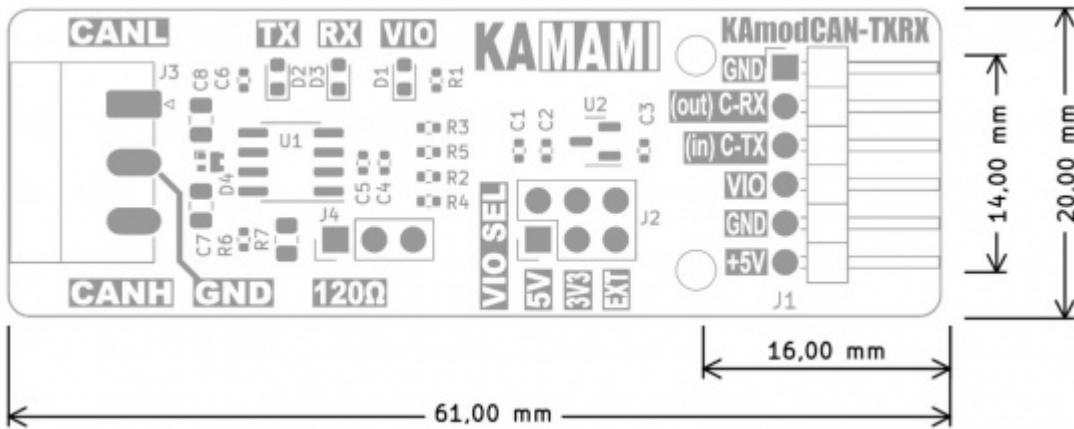 CANL TX RX VIO KAMAMI KAmodCAN-TXRX
J3 C8 C6 D2 D3 D1 R1 GND
(out) C-RX
U1 R3 C1 C2 U2 C3
R5 (in) C-TX
D4 C5 C4 R2 VIO
R4
C7 R6 R7 J4 VIO SEL J2 GND
+5V
CANH GND 120Ω 5V 3V3 EXT J1
14,00 mm
20,00 mm
16,00 mm
61,00 mm